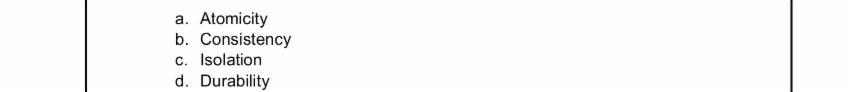 a. Atomicity
b. Consistency
c. Isolation
d. Durability